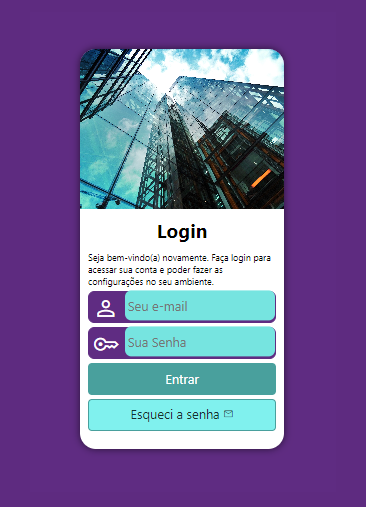 Login
Seja bem-vindo(a) novamente. Faça login para
acessar sua conta e poder fazer as
configurações no seu ambiente.
Seu e-mail
Sua Senha
Entrar
Esqueci a senha